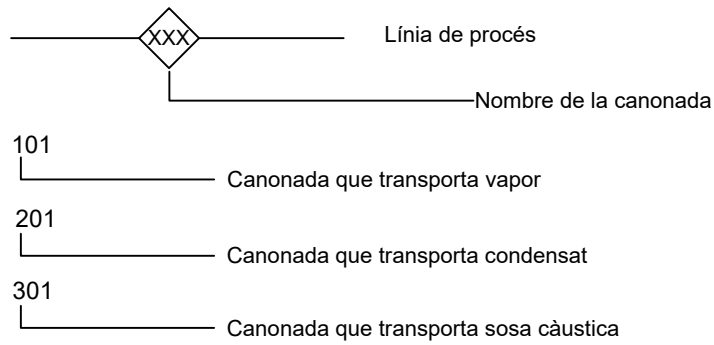 XXX
Línia de procés
Nombre de la canonada
101
Canonada que transporta vapor
201
Canonada que transporta condensat
301
Canonada que transporta sosa càustica